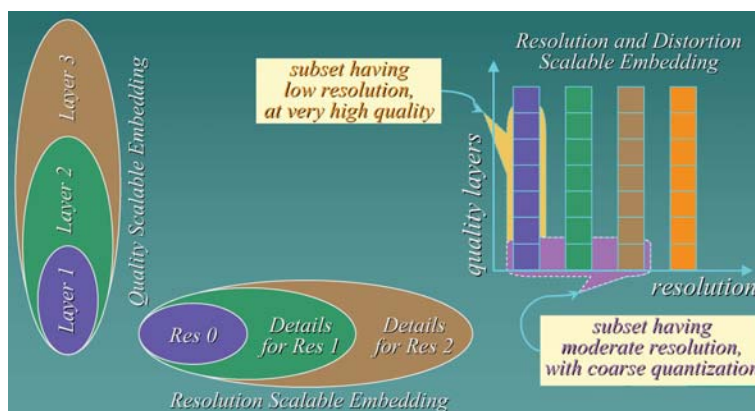 Layer 3
Layer 2
Layer 1
Quality Scalable Embedding
Res 0
Details
for Res 1
Details
for Res 2
Resolution Scalable Embedding
subset having
low resolution,
at very high quality
Resolution and Distortion
Scalable Embedding
quality layers
resolution
subset having
moderate resolution,
with coarse quantization